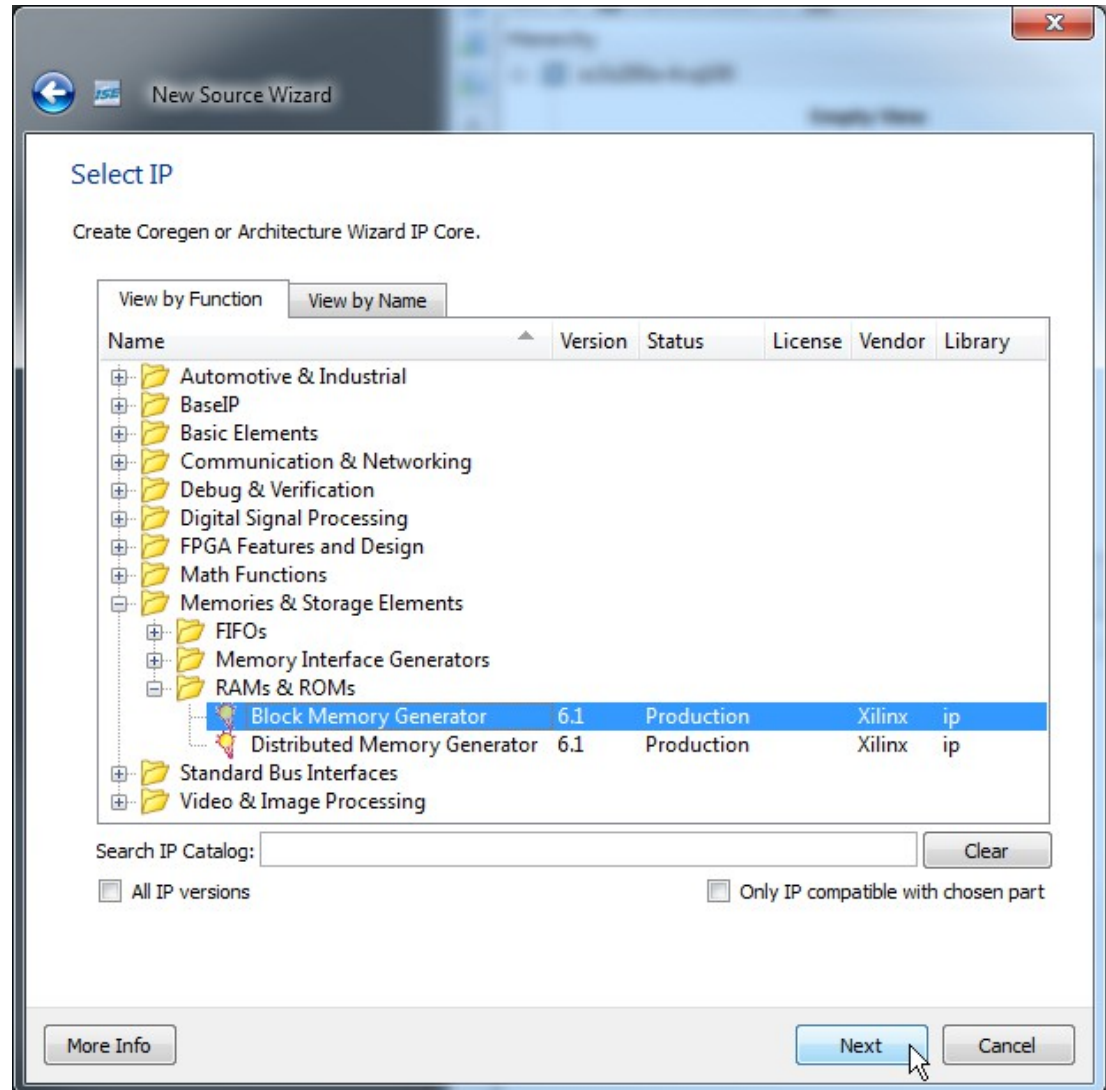 ISE New Source Wizard
Select IP
Create Coregen or Architecture Wizard IP Core.
View by Function View by Name
Name Version Status License Vendor Library
Automotive & Industrial
BaseIP
Basic Elements
Communication & Networking
Debug & Verification
Digital Signal Processing
FPGA Features and Design
Math Functions
Memories & Storage Elements
FIFOs
Memory Interface Generators
RAMs & ROMs
Block Memory Generator 6.1 Production Xilinx ip
Distributed Memory Generator 6.1 Production Xilinx ip
Standard Bus Interfaces
Video & Image Processing
Search IP Catalog: Clear
All IP versions Only IP compatible with chosen part
More Info Next Cancel